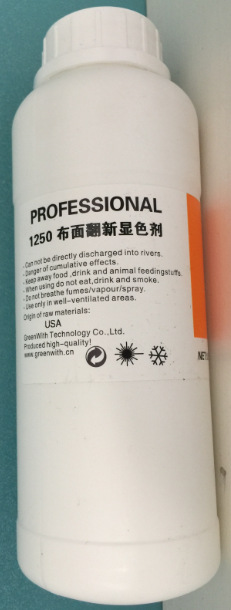 PROFESSIONAL
1250 布面翻新显色剂
- Can not be directly discharged into rivers.
- Danger of cumulative effects.
- Keep away food ,drink and animal feedingstuffs.
- When using do not eat,drink and smoke.
- Do not breathe fumes/vapour/spray.
- Use only in well-ventilated areas.
Origin of raw materials:
USA
GreenWith Technology Co.,Ltd.
Produced high-quality!
www.greenwith.cn
NET